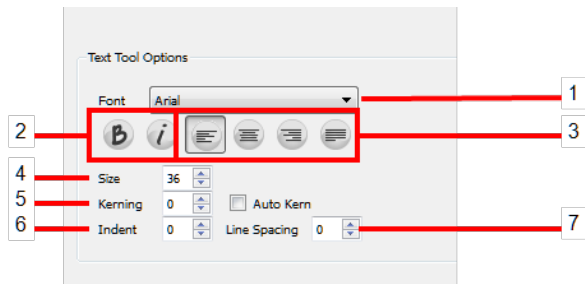 Text Tool Options
Font Arial 1
2 B i 3
4 Size 36
5 Kerning 0 Auto Kern
6 Indent 0 Line Spacing 0 7